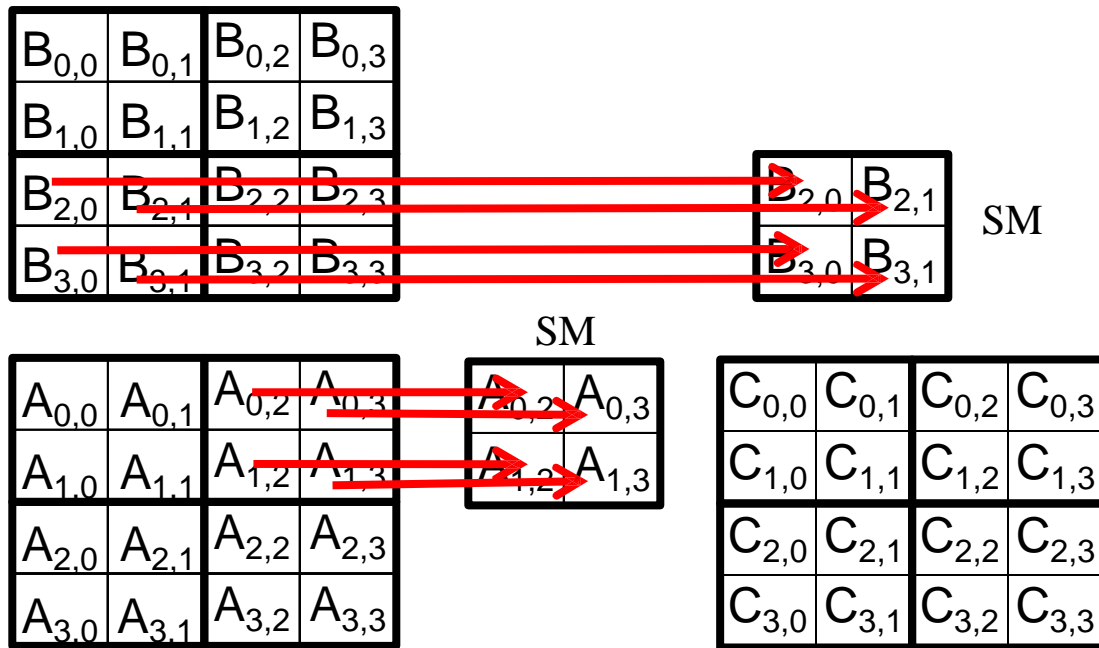 B0,0 B0,1 B0,2 B0,3
B1,0 B1,1 B1,2 B1,3
B2,0 B2,1 B2,2 B2,3
B3,0 B3,1 B3,2 B3,3
B2,0 B2,1
B3,0 B3,1
SM
SM
A0,0 A0,1 A0,2 A0,3
A1,0 A1,1 A1,2 A1,3
A2,0 A2,1 A2,2 A2,3
A3,0 A3,1 A3,2 A3,3
A0,2 A0,3
A1,2 A1,3
C0,0 C0,1 C0,2 C0,3
C1,0 C1,1 C1,2 C1,3
C2,0 C2,1 C2,2 C2,3
C3,0 C3,1 C3,2 C3,3